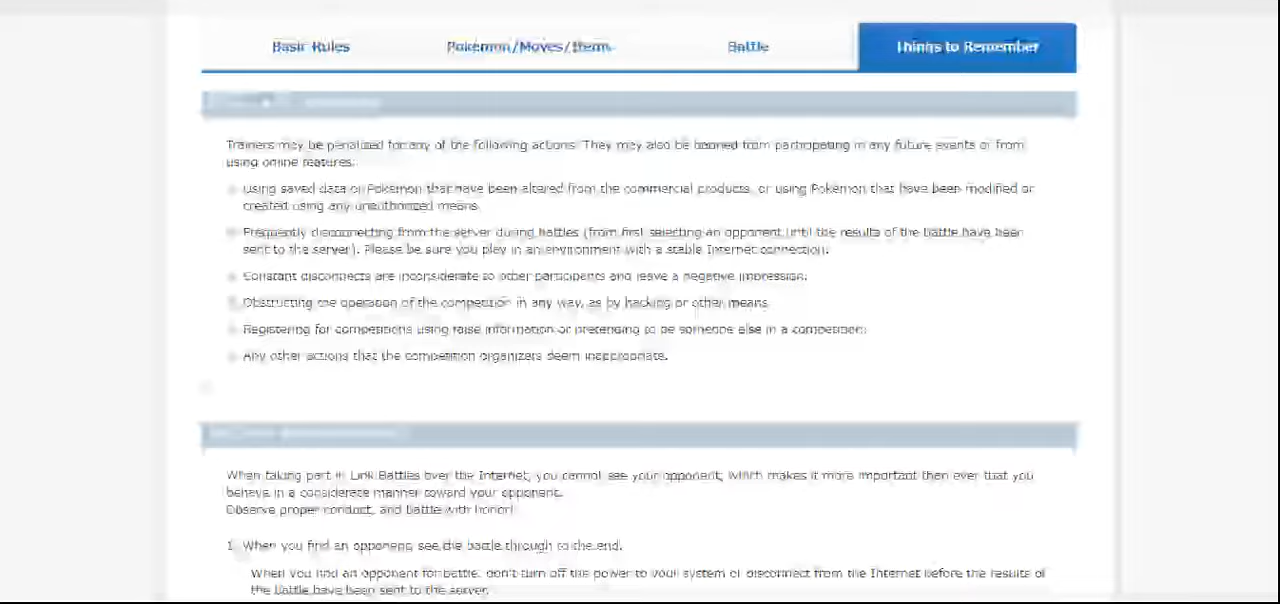 Basic Rules
Pokémon/Moves/Items
Battle
Things to Remember
Trainers may be penalized for any of the following actions. They may also be banned from participating in any future events or from
using online features.
Using saved data or Pokémon that have been altered from the commercial products, or using Pokémon that have been modified or
created using any unauthorized means.
Frequently disconnecting from the server during battles (from first selecting an opponent until the results of the battle have been
sent to the server). Please be sure you play in an environment with a stable Internet connection.
Constant disconnects are inconsiderate to other participants and leave a negative impression.
Obstructing the operation of the competition in any way, as by hacking or other means.
Registering for competitions using false information or pretending to be someone else in a competition.
Any other actions that the competition organizers deem inappropriate.
When taking part in Link Battles over the Internet, you cannot see your opponent, which makes it more important than ever that you
behave in a considerate manner toward your opponent.
Observe proper conduct, and battle with honor!
1. When you find an opponent, see the battle through to the end.
When you find an opponent for battle, don't turn off the power to your system or disconnect from the Internet before the results of
the battle have been sent to the server.